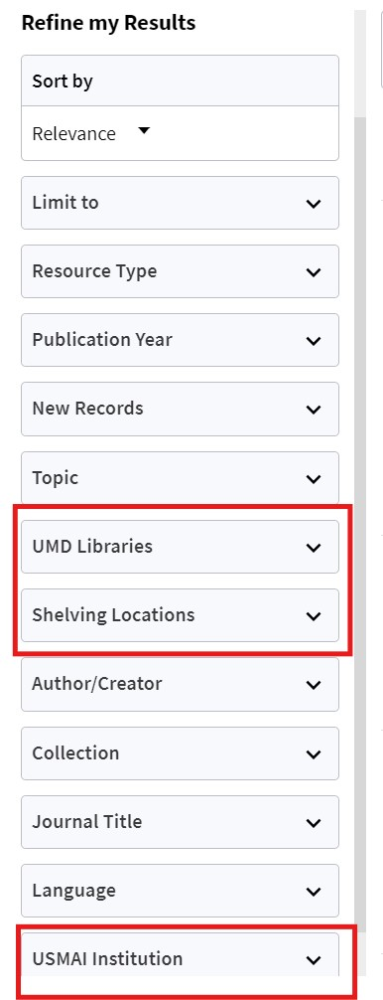 Refine my Results
Sort by
Relevance
Limit to
Resource Type
Publication Year
New Records
Topic
UMD Libraries
Shelving Locations
Author/Creator
Collection
Journal Title
Language
USMAI Institution